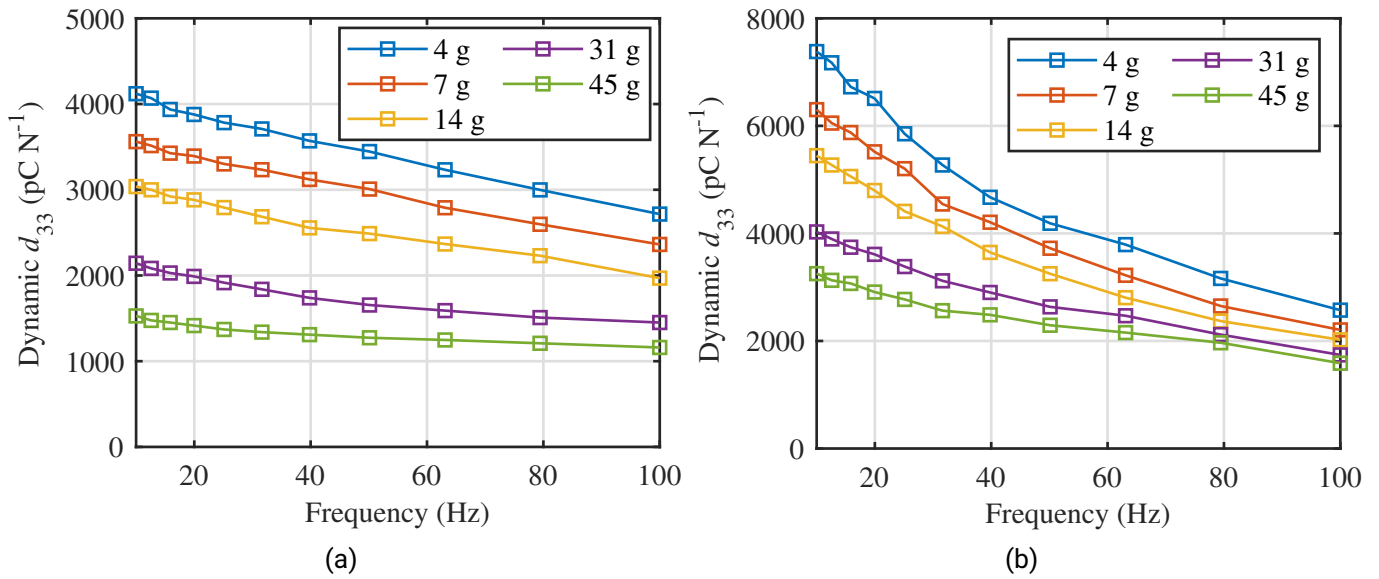 5000
4000
3000
2000
1000
0
Dynamic d33 (pC N-1)
4 g
7 g
14 g
31 g
45 g
20
40
60
80
100
Frequency (Hz)
(a)
8000
6000
4000
2000
0
Dynamic d33 (pC N-1)
4 g
7 g
14 g
31 g
45 g
20
40
60
80
100
Frequency (Hz)
(b)